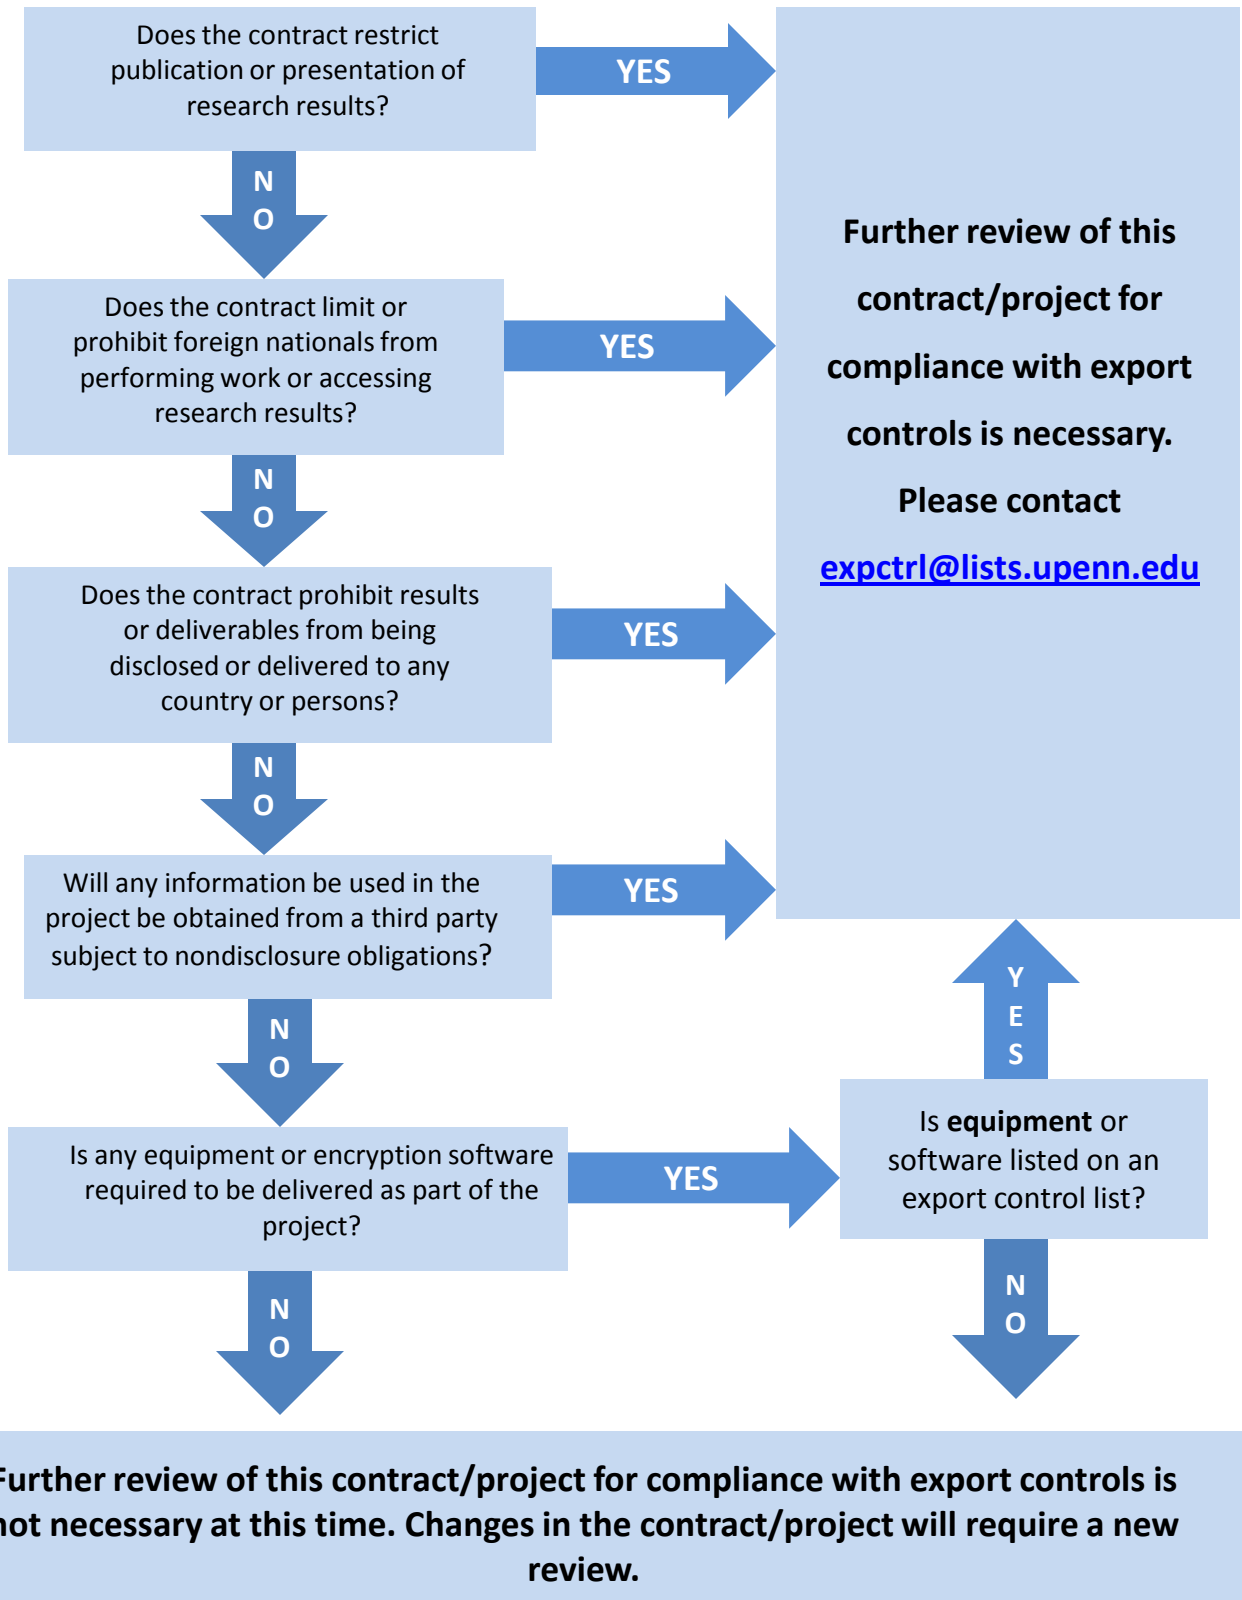 Does the contract restrict
publication or presentation of
research results?
YES
N
O
Does the contract limit or
prohibit foreign nationals from
performing work or accessing
research results?
YES
N
O
Does the contract prohibit results
or deliverables from being
disclosed or delivered to any
country or persons?
YES
N
O
Will any information be used in the
project be obtained from a third party
subject to nondisclosure obligations?
YES
N
O
Is any equipment or encryption software
required to be delivered as part of the
project?
YES
N
O
Further review of this
contract/project for
compliance with export
controls is necessary.
Please contact
expctrl@lists.upenn.edu
Y
E
S
Is equipment or
software listed on an
export control list?
N
O
Further review of this contract/project for compliance with export controls is
not necessary at this time. Changes in the contract/project will require a new
review.